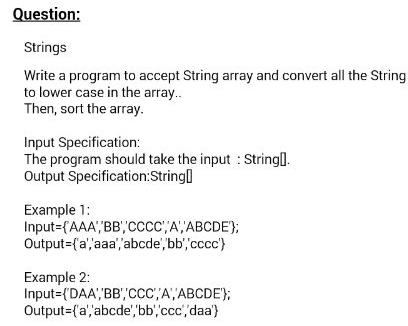 Question:
Strings
Write a program to accept String array and convert all the String
to lower case in the array..
Then, sort the array.
Input Specification:
The program should take the input : String[].
Output Specification:String[]
Example 1:
Input={'AAA','BB','CCCC','A','ABCDE'};
Output={'a','aaa','abcde','bb','cccc'}
Example 2:
Input={'DAA','BB','CCC','A','ABCDE'};
Output={'a','abcde','bb','ccc','daa'}